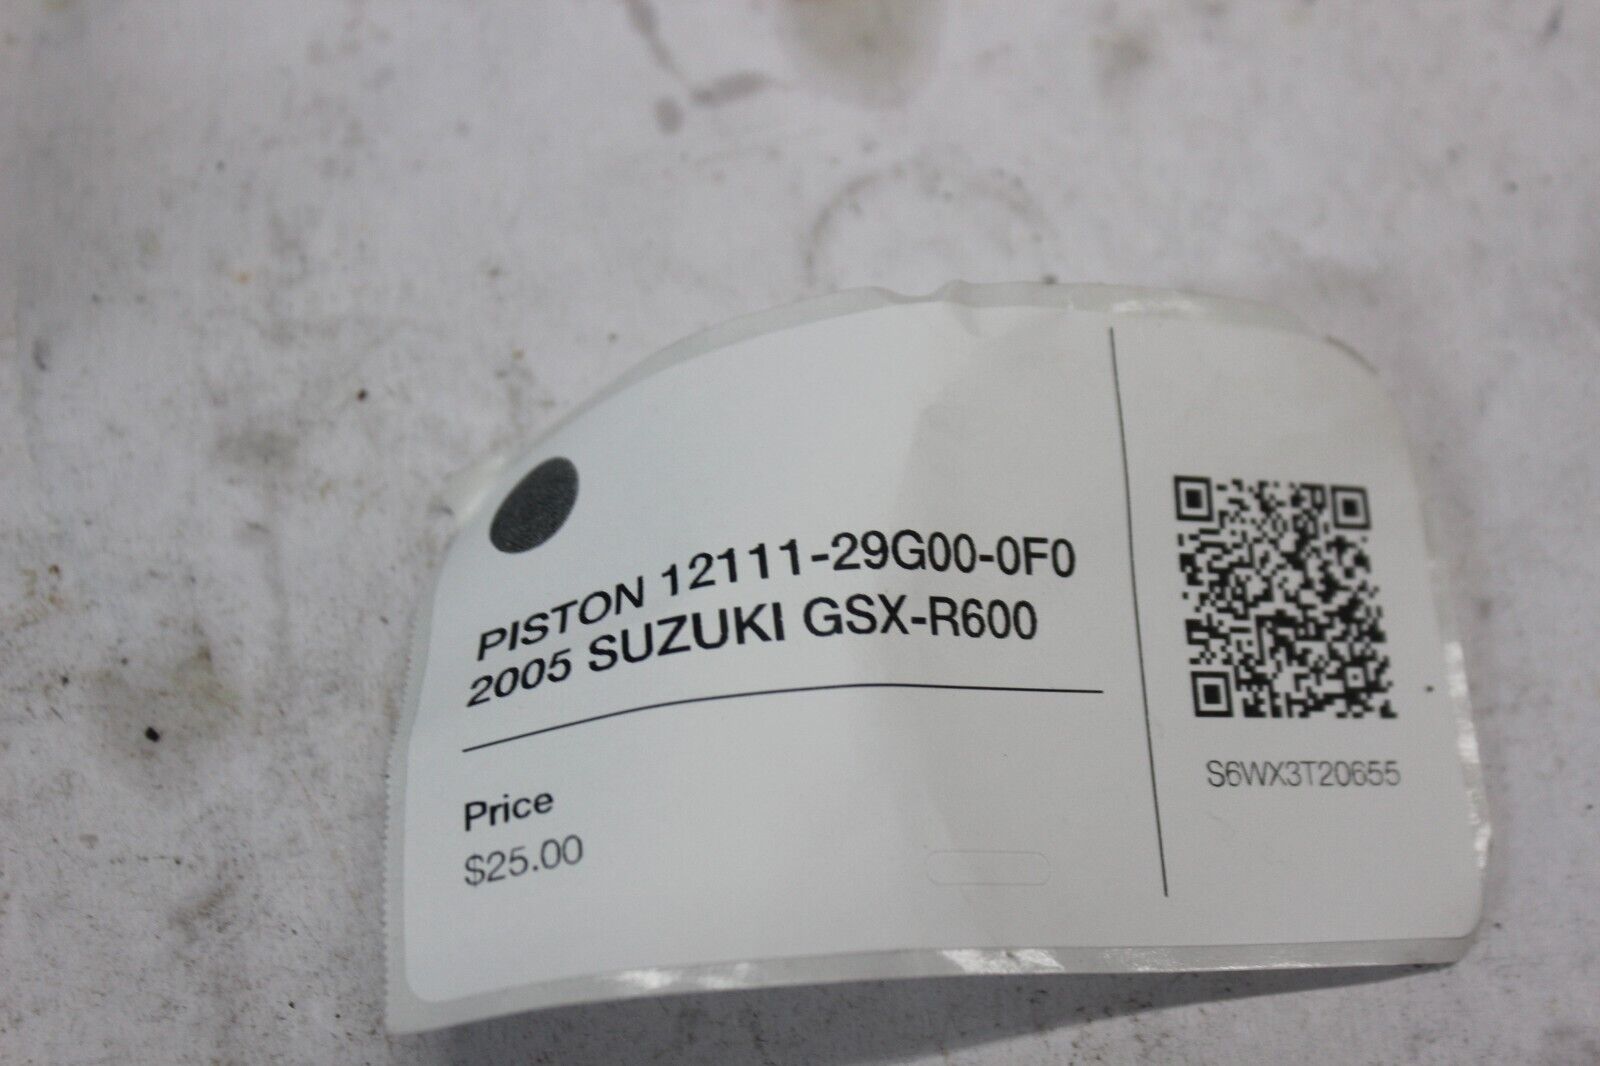 PISTON 12111-29G00-0F0
2005 SUZUKI GSX-R600
Price
$25.00
S6WX3T20655